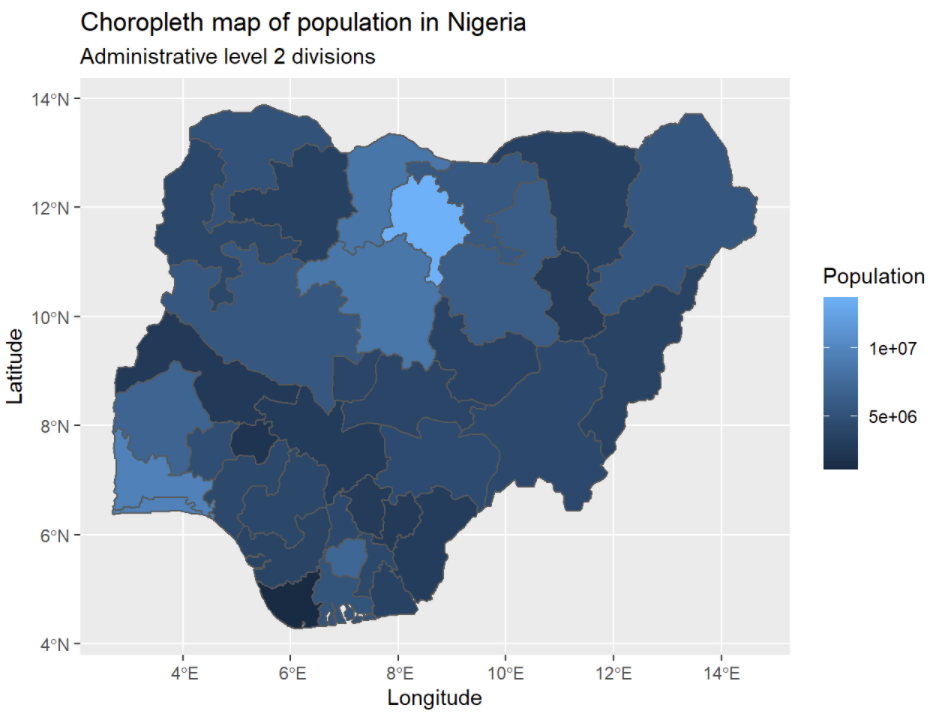 Choropleth map of population in Nigeria
Administrative level 2 divisions
14°N
12°N
10°N
8°N
6°N
4°N
Latitude
4°E 6°E 8°E 10°E 12°E 14°E
Longitude
Population
1e+07
5e+06